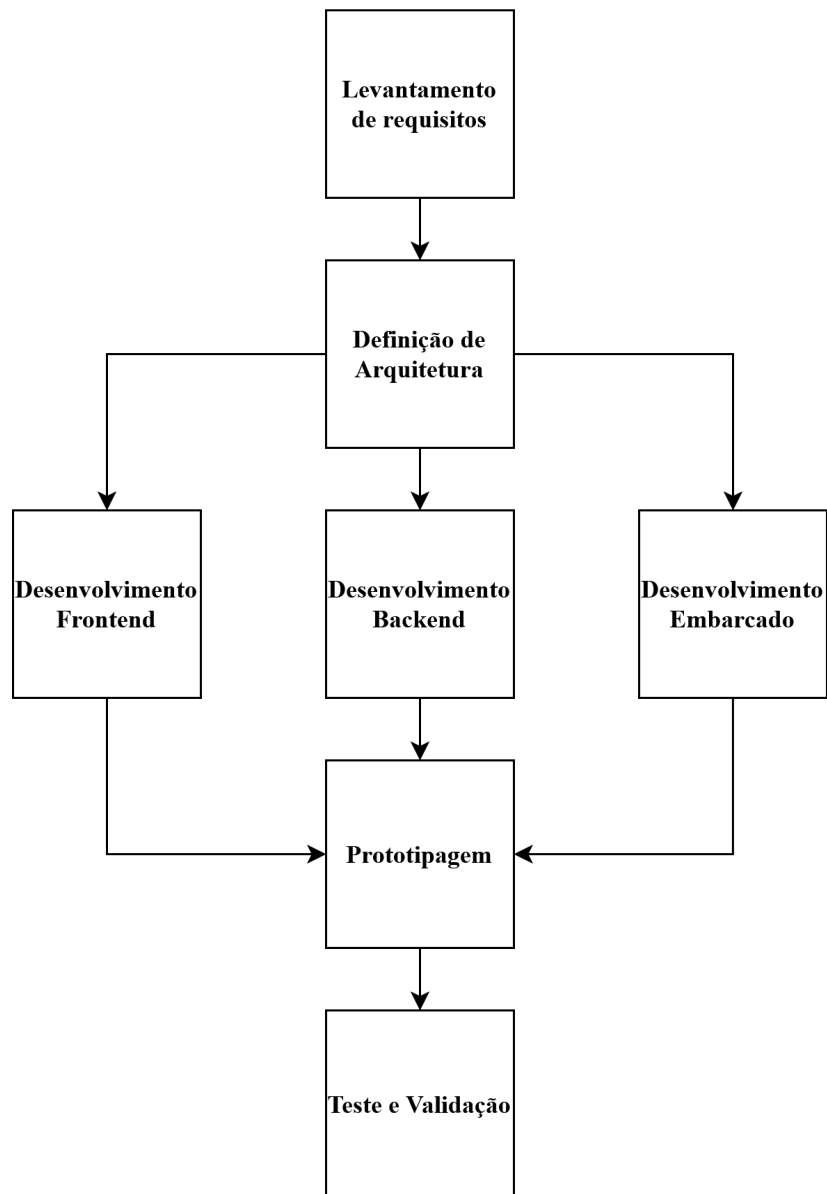 Levantamento
de requisitos
Definição de
Arquitetura
Desenvolvimento
Frontend
Desenvolvimento
Backend
Desenvolvimento
Embarcado
Prototipagem
Teste e Validação